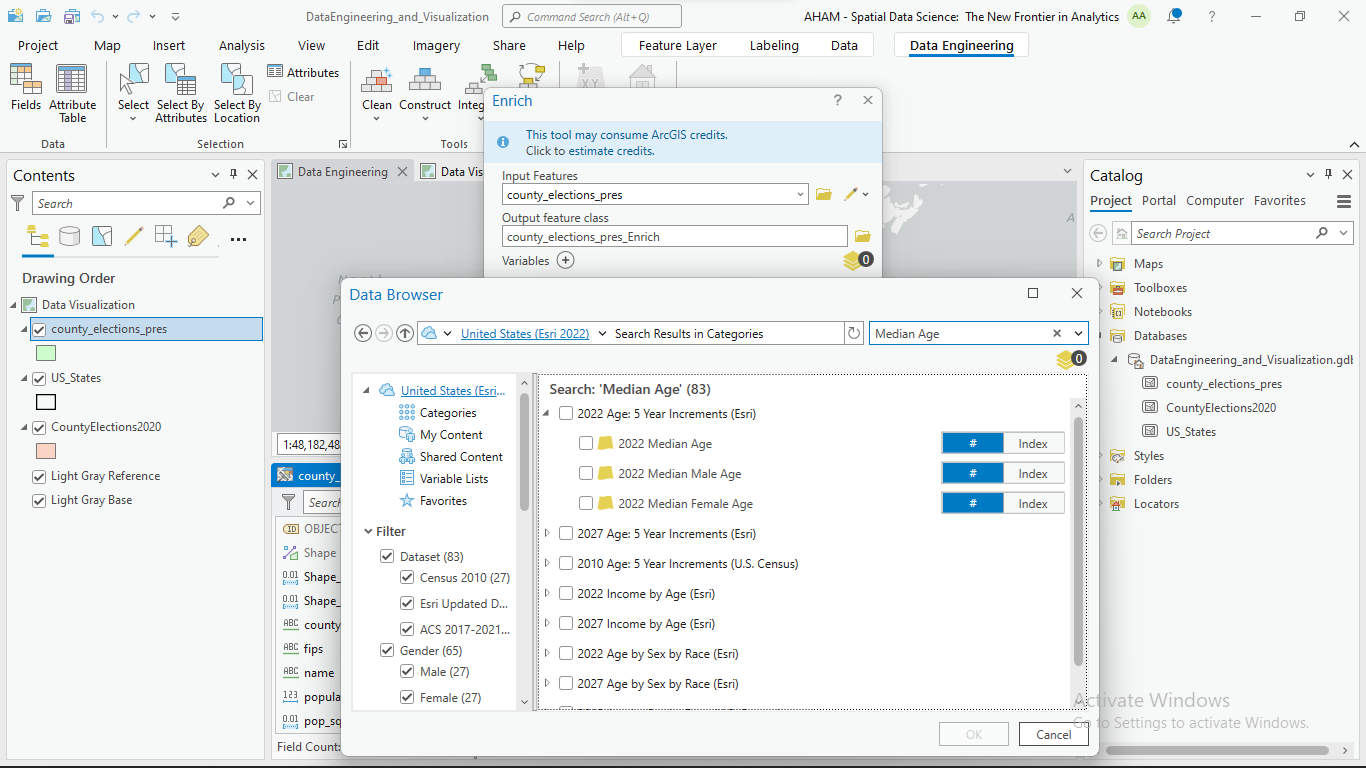 DataEngineering_and_Visualization
Command Search (Alt+Q)
AHAM - Spatial Data Science: The New Frontier in Analytics
AA
Project
Map
Insert
Analysis
View
Edit
Imagery
Share
Help
Feature Layer
Labeling
Data
Data Engineering
Fields
Attribute Table
Select
Select By Attributes
Select By Location
Attributes
Clear
Clean
Construct
Data
Selection
Tools
Enrich
?
This tool may consume ArcGIS credits.
Click to estimate credits.
Input Features
county_elections_pres
Output feature class
county_elections_pres_Enrich
Variables
0
Contents
Search
Drawing Order
Data Visualization
county_elections_pres
US_States
CountyElections2020
Light Gray Reference
Light Gray Base
Data Engineering
Data Vis
1:48,182,48
county_
Search
OBJECT
Shape
0.01 Shape_
0.01 Shape_
ABC county
ABC fips
ABC name
123 popula
0.01 pop_sq
Field Count:
Data Browser
United States (Esri 2022)
Search Results in Categories
Median Age
0
United States (Esri...
Categories
My Content
Shared Content
Variable Lists
Favorites
Filter
Dataset (83)
Census 2010 (27)
Esri Updated D...
ACS 2017-2021...
Gender (65)
Male (27)
Female (27)
Search: 'Median Age' (83)
2022 Age: 5 Year Increments (Esri)
2022 Median Age # Index
2022 Median Male Age # Index
2022 Median Female Age # Index
2027 Age: 5 Year Increments (Esri)
2010 Age: 5 Year Increments (U.S. Census)
2022 Income by Age (Esri)
2027 Income by Age (Esri)
2022 Age by Sex by Race (Esri)
2027 Age by Sex by Race (Esri)
OK
Cancel
Catalog
Project
Portal
Computer
Favorites
Search Project
Maps
Toolboxes
Notebooks
Databases
DataEngineering_and_Visualization.gdb
county_elections_pres
CountyElections2020
US_States
Styles
Folders
Locators
Activate Windows
Go to Settings to activate Windows.